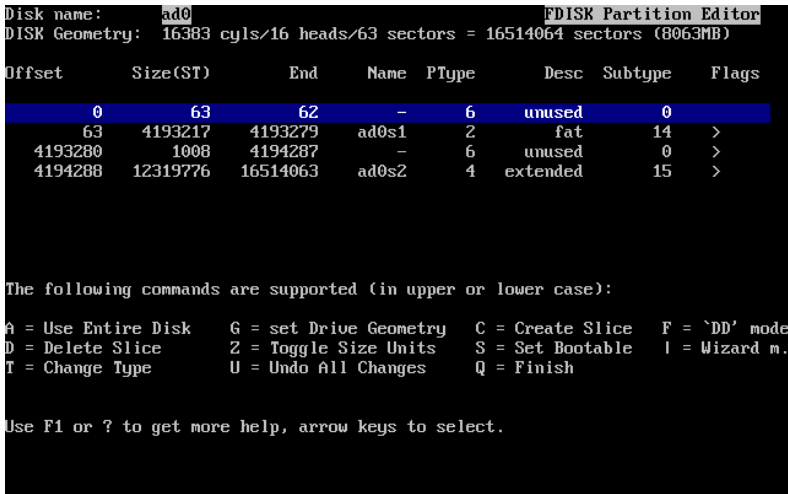 Disk name:      ad0                                    FDISK Partition Editor
DISK Geometry:  16383 cyls/16 heads/63 sectors = 16514064 sectors (8063MB)
Offset       Size(ST)        End     Name  PType       Desc  Subtype    Flags
         0         63         62        -      6     unused        0
        63    4193217    4193279    ad0s1      2        fat       14    >
   4193280       1008    4194287        -      6     unused        0    >
   4194288   12319776   16514063    ad0s2      4   extended       15    >
The following commands are supported (in upper or lower case):
A = Use Entire Disk    G = set Drive Geometry   C = Create Slice   F = `DD' mode
D = Delete Slice       Z = Toggle Size Units    S = Set Bootable   | = Wizard m.
T = Change Type        U = Undo All Changes     Q = Finish
Use F1 or ? to get more help, arrow keys to select.